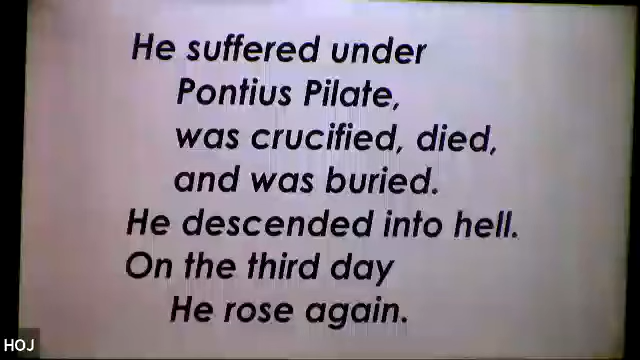 He suffered under
Pontius Pilate,
was crucified, died,
and was buried.
He descended into hell.
On the third day
He rose again.
HOJ